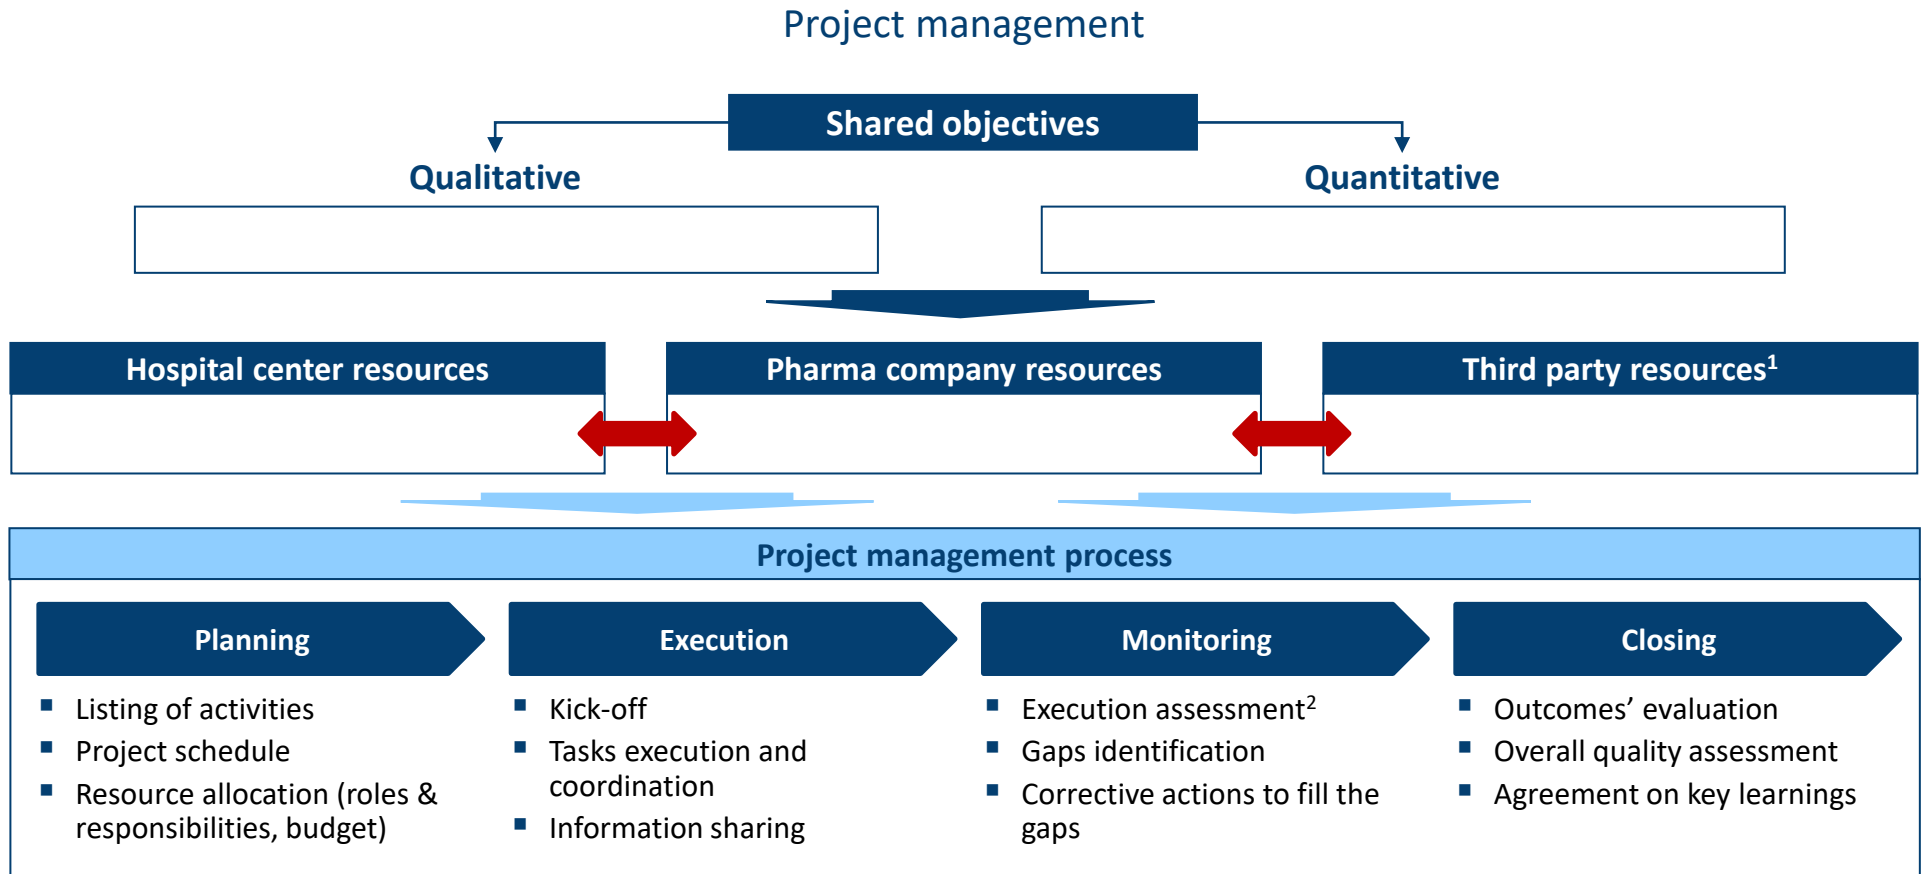 Project management
Shared objectives
Qualitative
Quantitative
Hospital center resources
Pharma company resources
Third party resources¹
Project management process
Planning
▪ Listing of activities
▪ Project schedule
▪ Resource allocation (roles &
responsibilities, budget)
Execution
▪ Kick-off
▪ Tasks execution and
coordination
▪ Information sharing
Monitoring
▪ Execution assessment²
▪ Gaps identification
▪ Corrective actions to fill the
gaps
Closing
▪ Outcomes’ evaluation
▪ Overall quality assessment
▪ Agreement on key learnings